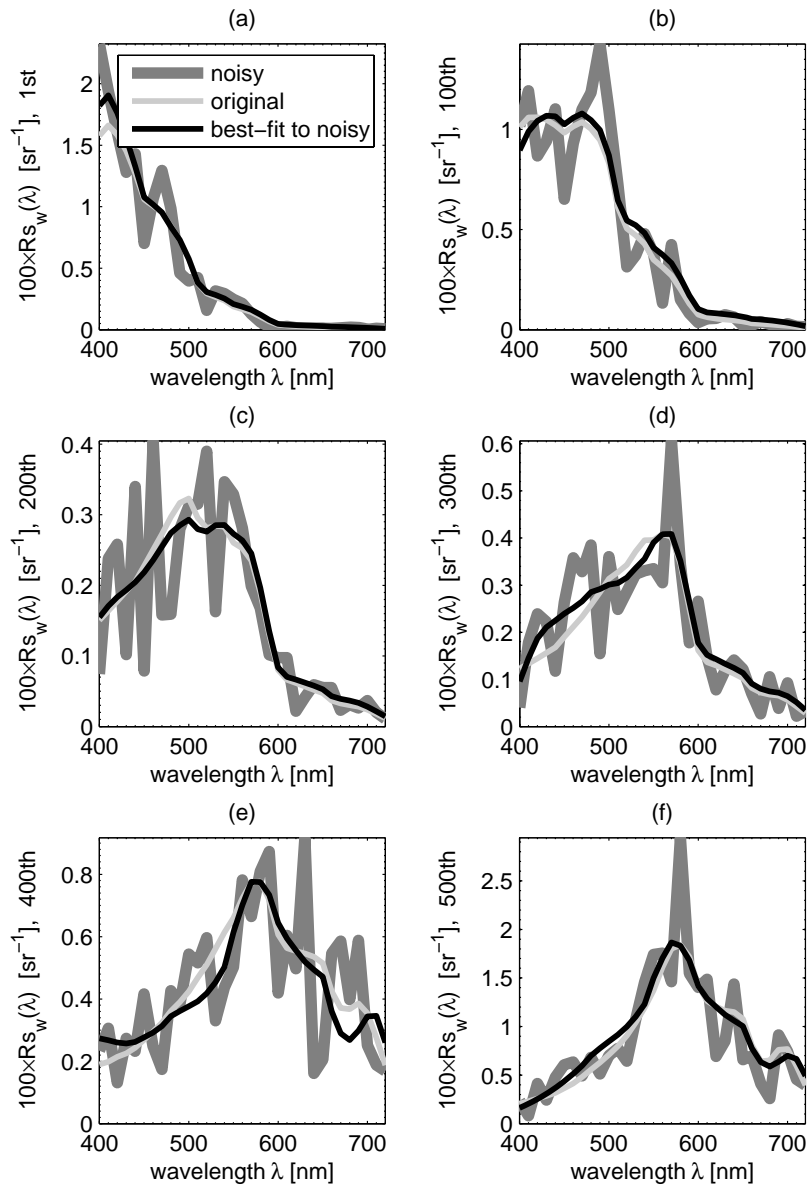 (a)
100×Rs_w(λ) [sr⁻¹], 1st
2
1.5
1
0.5
0
noisy
original
best−fit to noisy
400 500 600 700
wavelength λ [nm]
(b)
100×Rs_w(λ) [sr⁻¹], 100th
1
0.5
0
400 500 600 700
wavelength λ [nm]
(c)
100×Rs_w(λ) [sr⁻¹], 200th
0.4
0.3
0.2
0.1
0
400 500 600 700
wavelength λ [nm]
(d)
100×Rs_w(λ) [sr⁻¹], 300th
0.6
0.5
0.4
0.3
0.2
0.1
0
400 500 600 700
wavelength λ [nm]
(e)
100×Rs_w(λ) [sr⁻¹], 400th
0.8
0.6
0.4
0.2
0
400 500 600 700
wavelength λ [nm]
(f)
100×Rs_w(λ) [sr⁻¹], 500th
2.5
2
1.5
1
0.5
0
400 500 600 700
wavelength λ [nm]